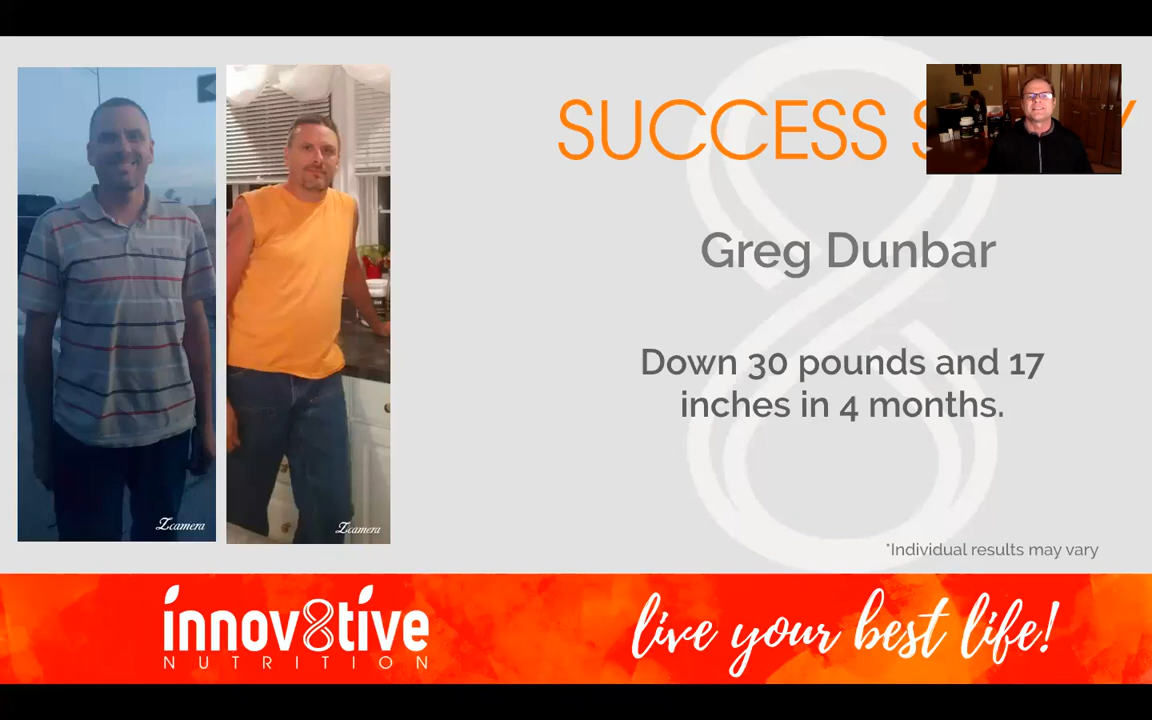 SUCCESS
Greg Dunbar
Down 30 pounds and 17
inches in 4 months.
Zcamera
Zcamera
*Individual results may vary
innov8tive
NUTRITION
live your best life!